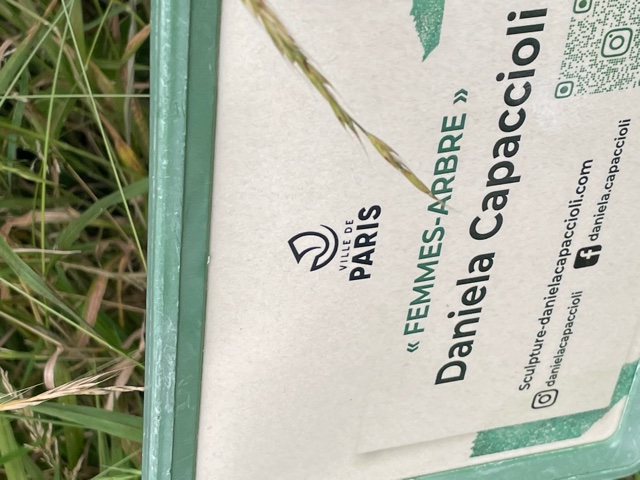 VILLE DE
PARIS
« FEMMES-ARBRE »
Daniela Capaccioli
Sculpture-danielacapaccioli.com
danielacapaccioli
daniela.capaccioli